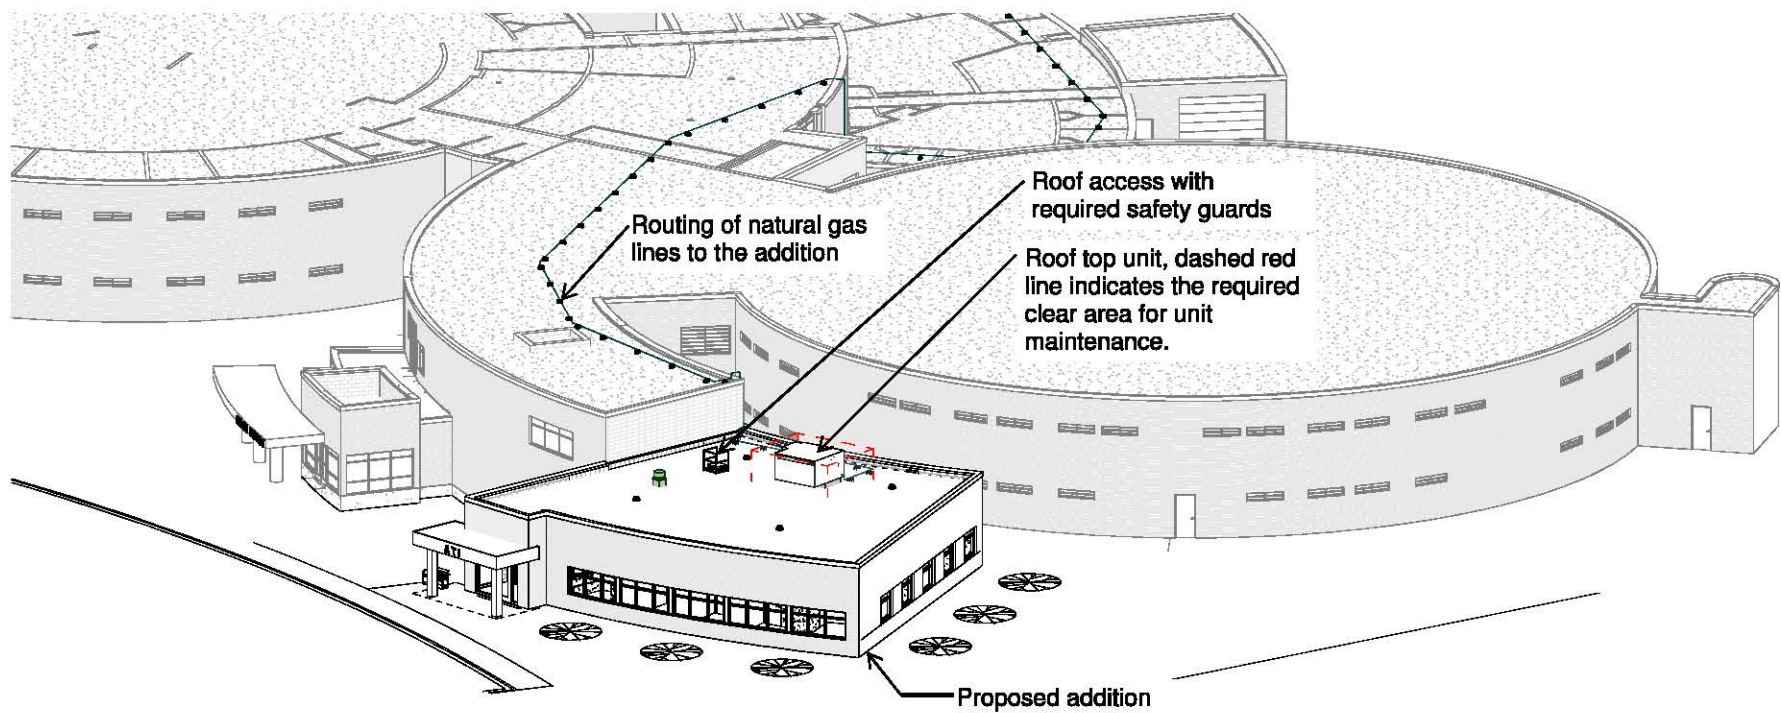 Roof access with
required safety guards
Routing of natural gas
lines to the addition
Roof top unit, dashed red
line indicates the required
clear area for unit
maintenance.
ATI
Proposed addition